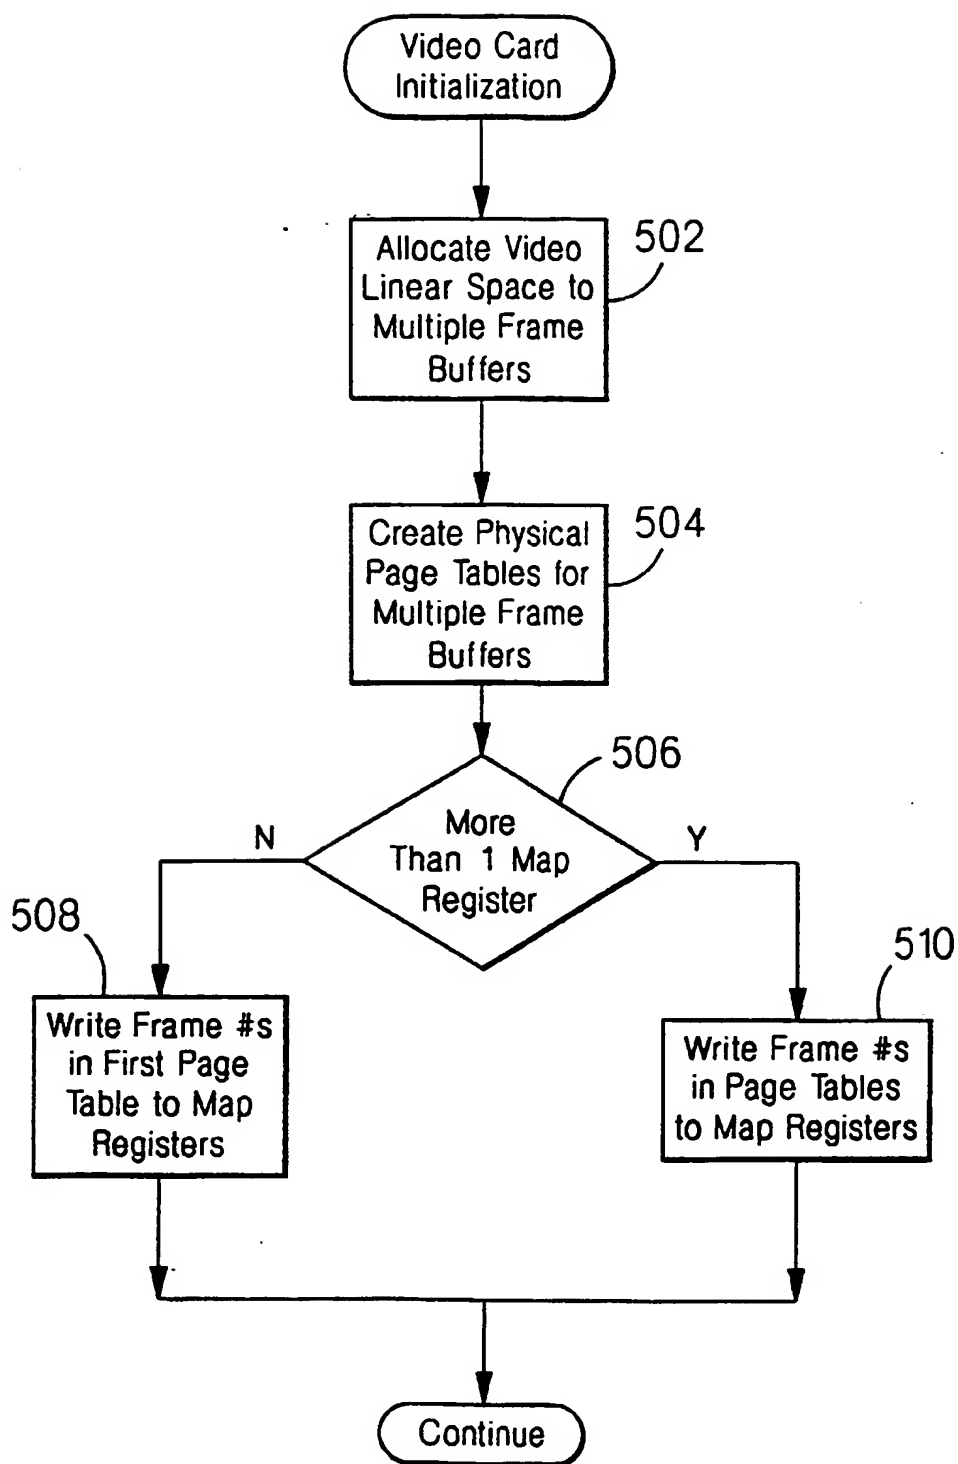 Video Card
Initialization
502
Allocate Video
Linear Space to
Multiple Frame
Buffers
504
Create Physical
Page Tables for
Multiple Frame
Buffers
506
More
Than 1 Map
Register
N
Y
508
Write Frame #s
in First Page
Table to Map
Registers
510
Write Frame #s
in Page Tables
to Map Registers
Continue